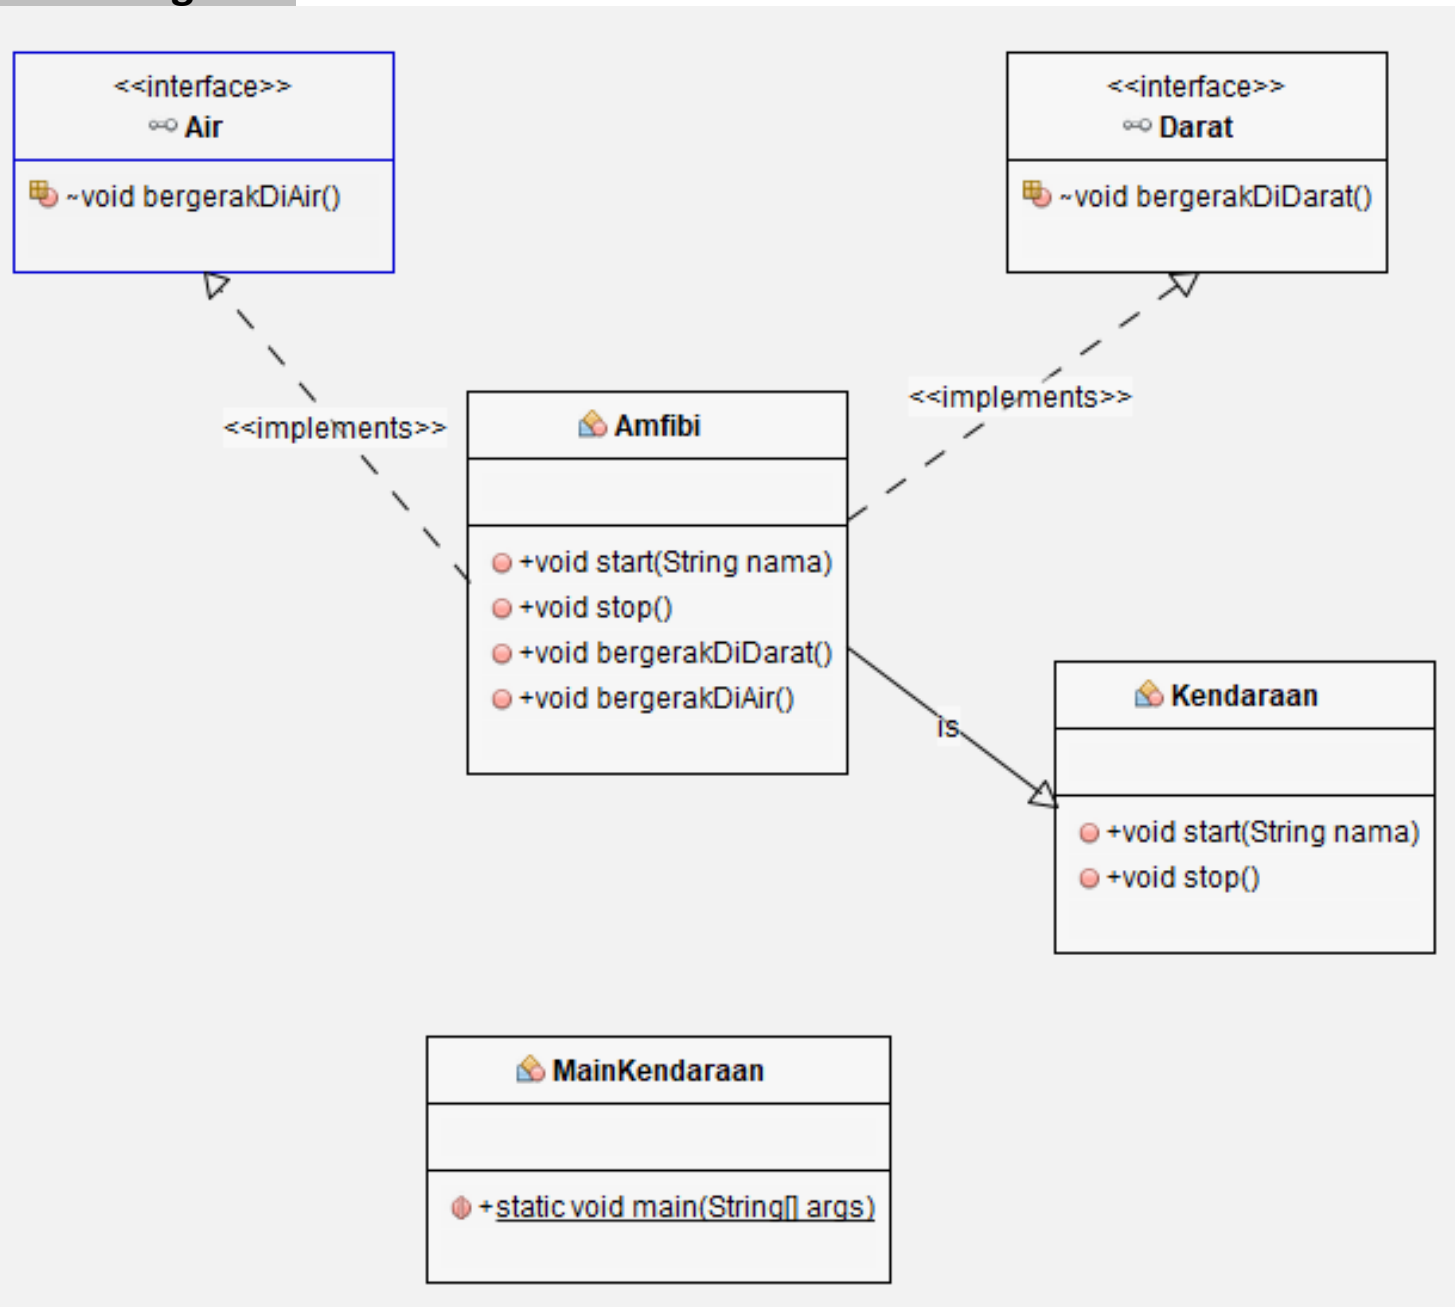 <<interface>>
Air
~void bergerakDiAir()
<<interface>>
Darat
~void bergerakDiDarat()
<<implements>>
<<implements>>
Amfibi
+void start(String nama)
+void stop()
+void bergerakDiDarat()
+void bergerakDiAir()
is
Kendaraan
+void start(String nama)
+void stop()
MainKendaraan
+static void main(String[] args)